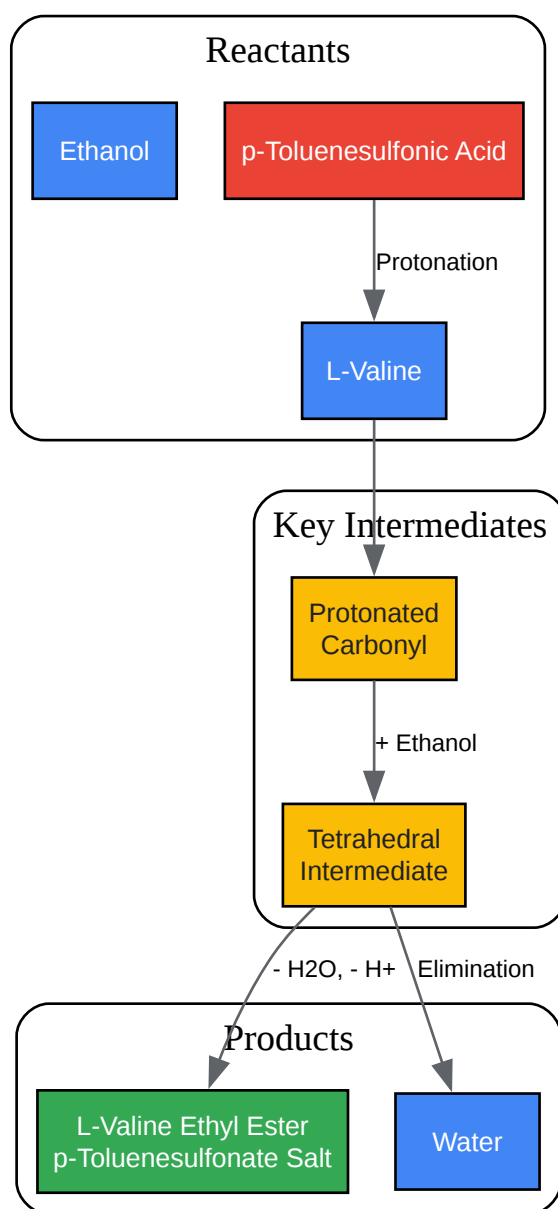 Reactants
Ethanol
p-Toluenesulfonic Acid
Protonation
L-Valine
Key Intermediates
Protonated
Carbonyl
+ Ethanol
Tetrahedral
Intermediate
- H2O, - H+
Elimination
Products
L-Valine Ethyl Ester
p-Toluenesulfonate Salt
Water